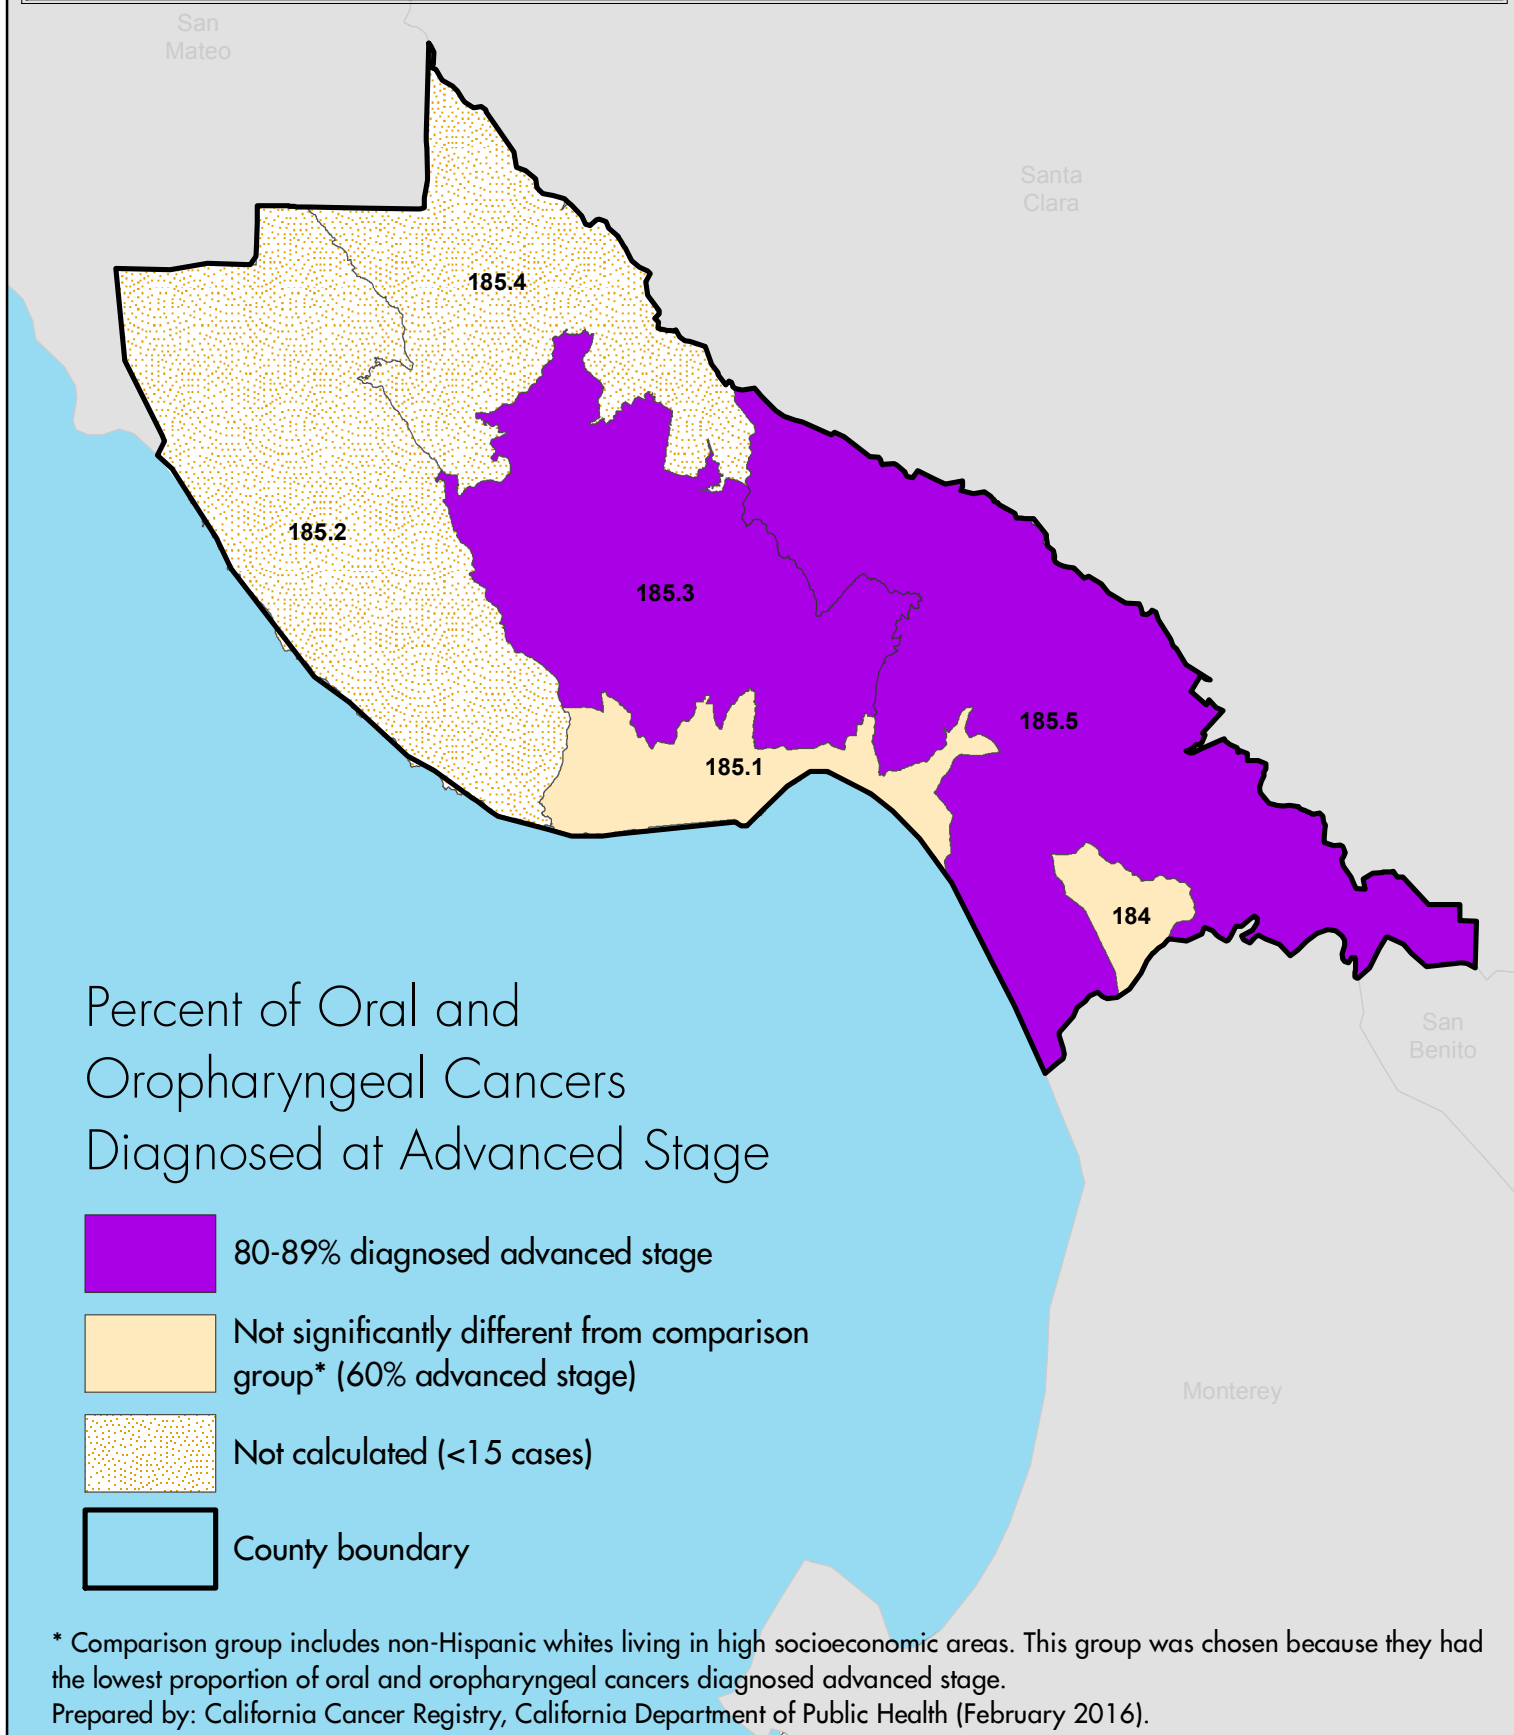 San
Mateo
Santa
Clara
185.4
185.2
185.3
185.5
185.1
184
San
Benito
Monterey
Percent of Oral and
Oropharyngeal Cancers
Diagnosed at Advanced Stage
80-89% diagnosed advanced stage
Not significantly different from comparison
group* (60% advanced stage)
Not calculated (<15 cases)
County boundary
* Comparison group includes non-Hispanic whites living in high socioeconomic areas. This group was chosen because they had
the lowest proportion of oral and oropharyngeal cancers diagnosed advanced stage.
Prepared by: California Cancer Registry, California Department of Public Health (February 2016).